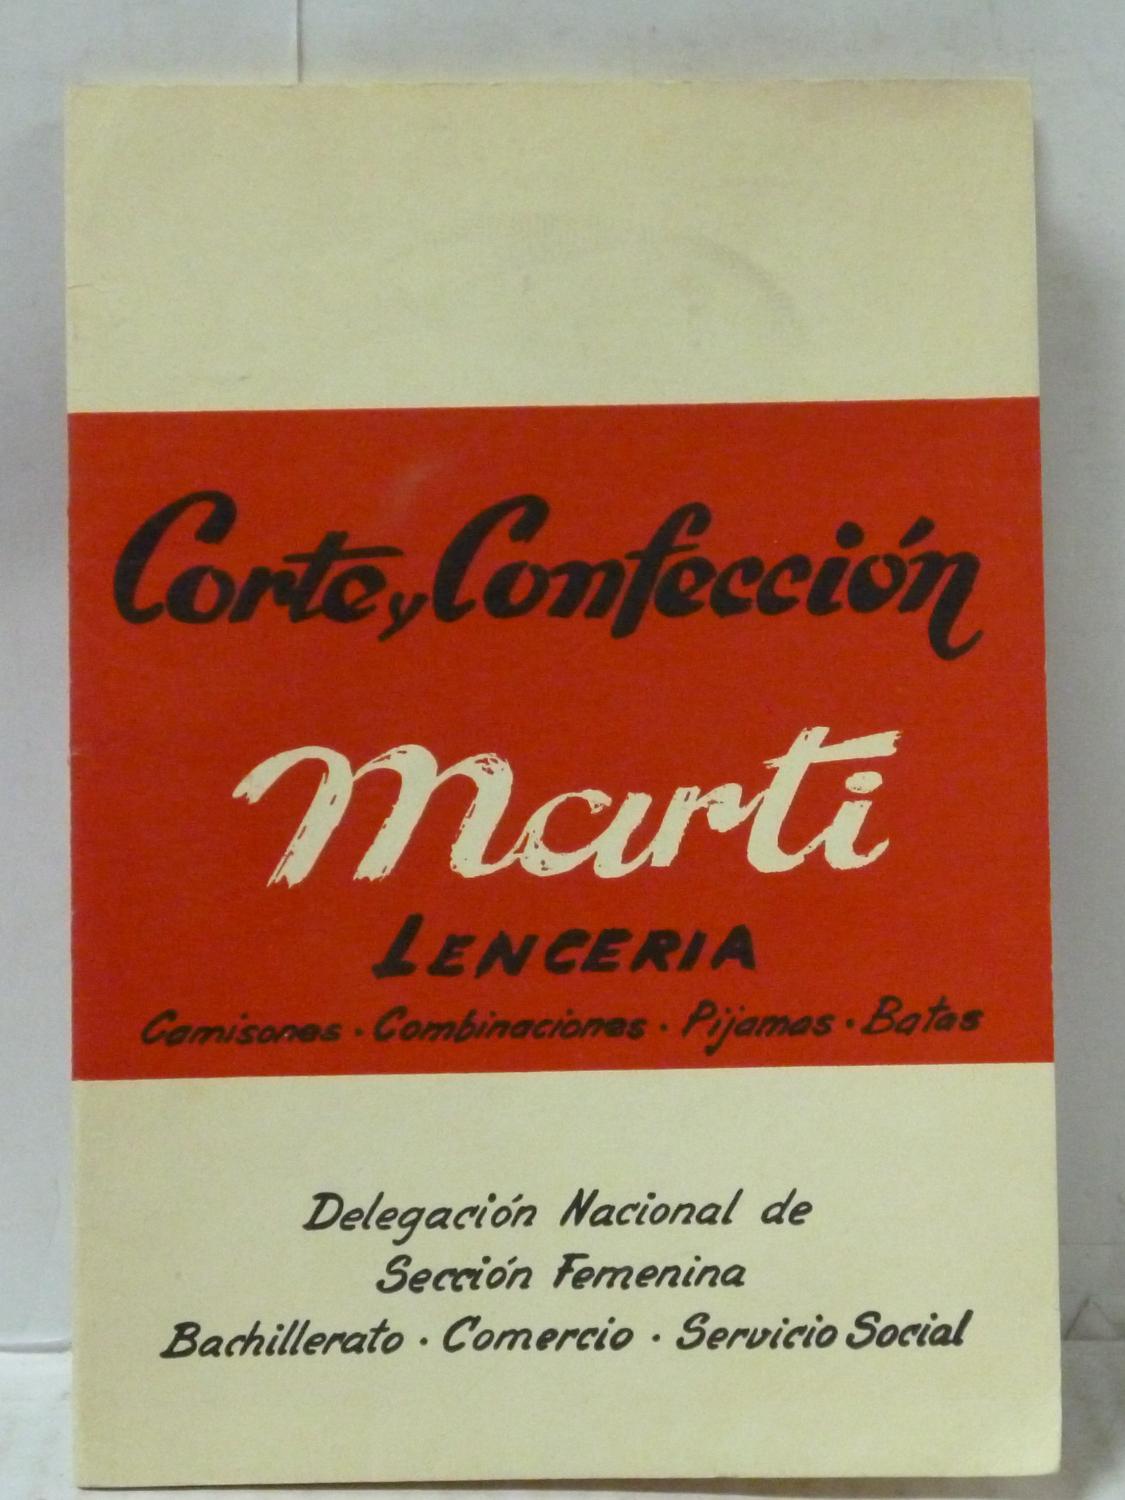 Corte y Confección
Marti
LENCERIA
Camisones · Combinaciones · Pijamas · Batas
Delegación Nacional de
Sección Femenina
Bachillerato · Comercio · Servicio Social